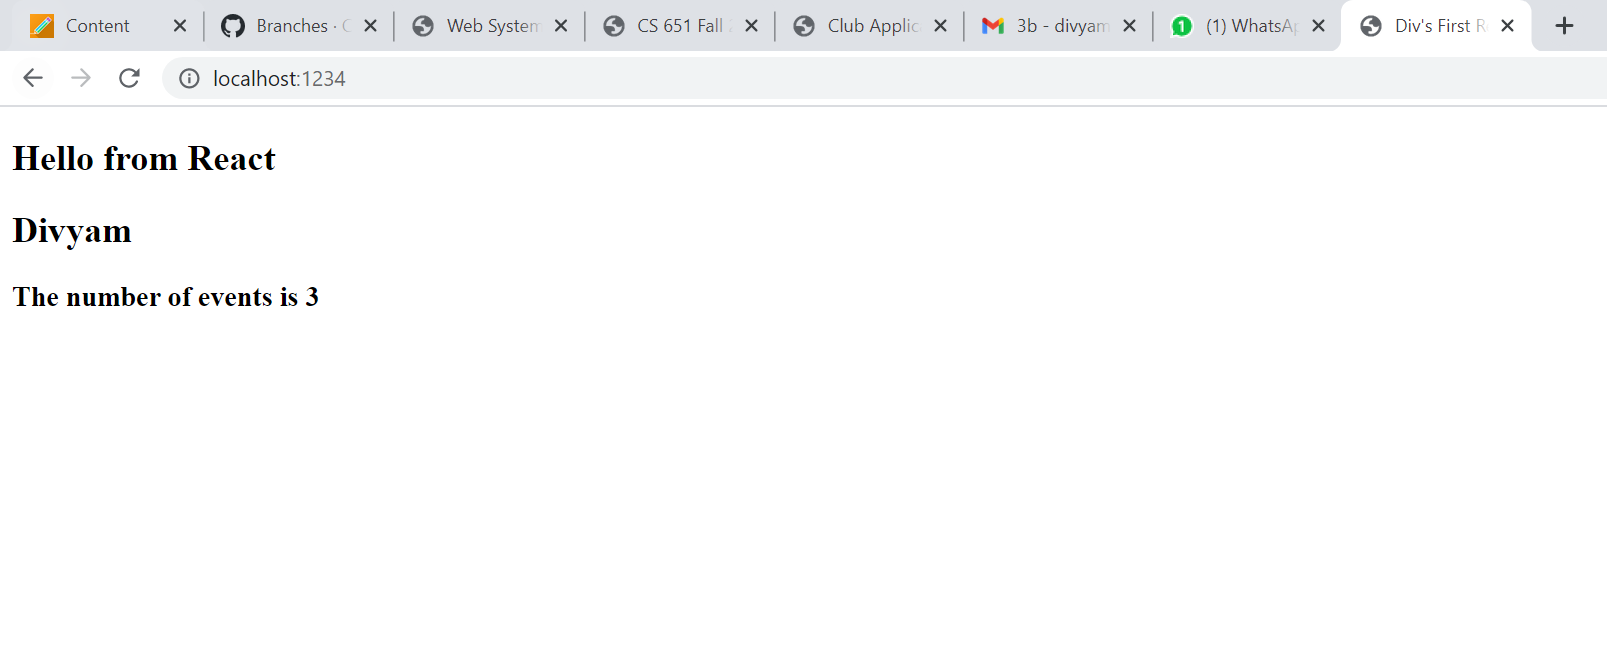 Content
Branches ·
Web System
CS 651 Fall
Club Applic
3b - divyam
1
(1) WhatsAp
Div's First R
localhost:1234
Hello from React
Divyam
The number of events is 3